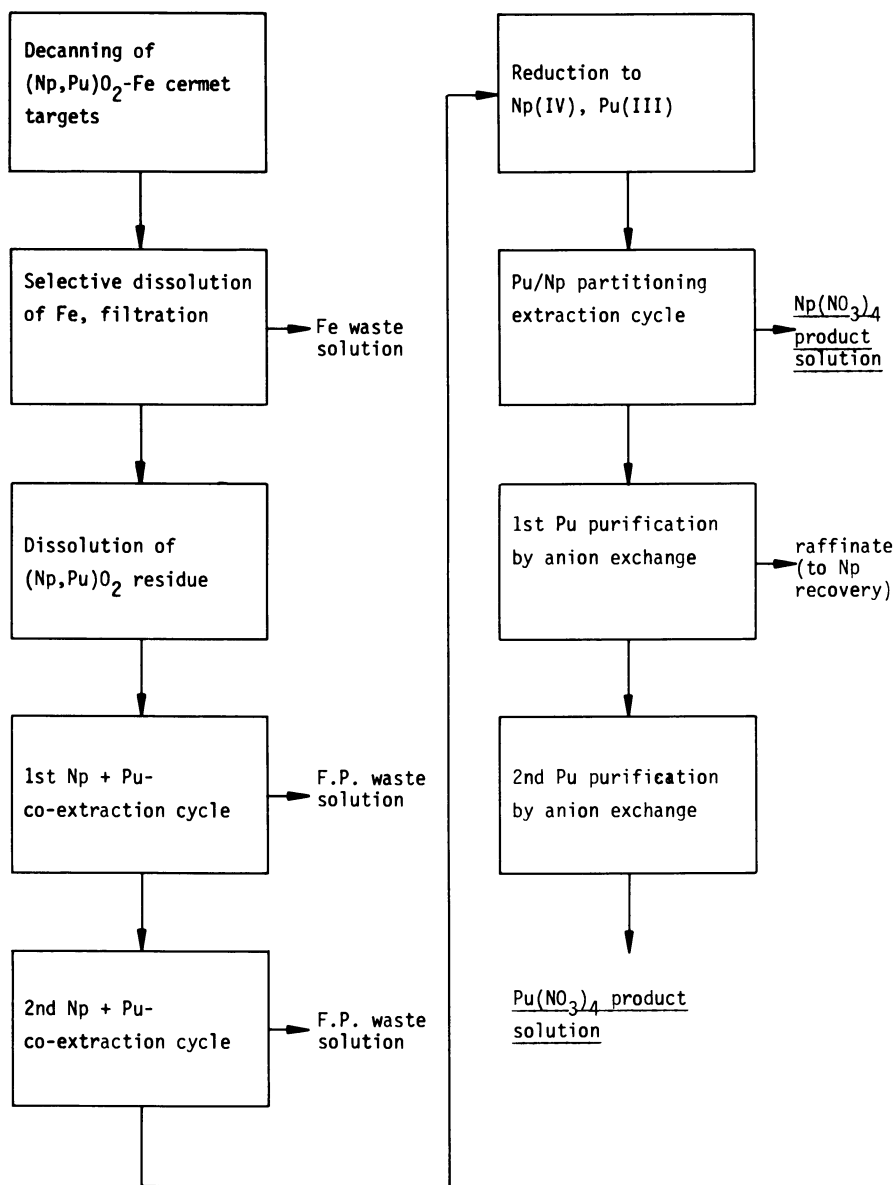 Decanning of
(Np,Pu)O2-Fe cermet
targets
Selective dissolution
of Fe, filtration
Fe waste
solution
Dissolution of
(Np,Pu)O2 residue
1st Np + Pu-
co-extraction cycle
F.P. waste
solution
2nd Np + Pu-
co-extraction cycle
F.P. waste
solution
Reduction to
Np(IV), Pu(III)
Pu/Np partitioning
extraction cycle
Np(NO3)4
product
solution
1st Pu purification
by anion exchange
raffinate
(to Np
recovery)
2nd Pu purification
by anion exchange
Pu(NO3)4 product
solution